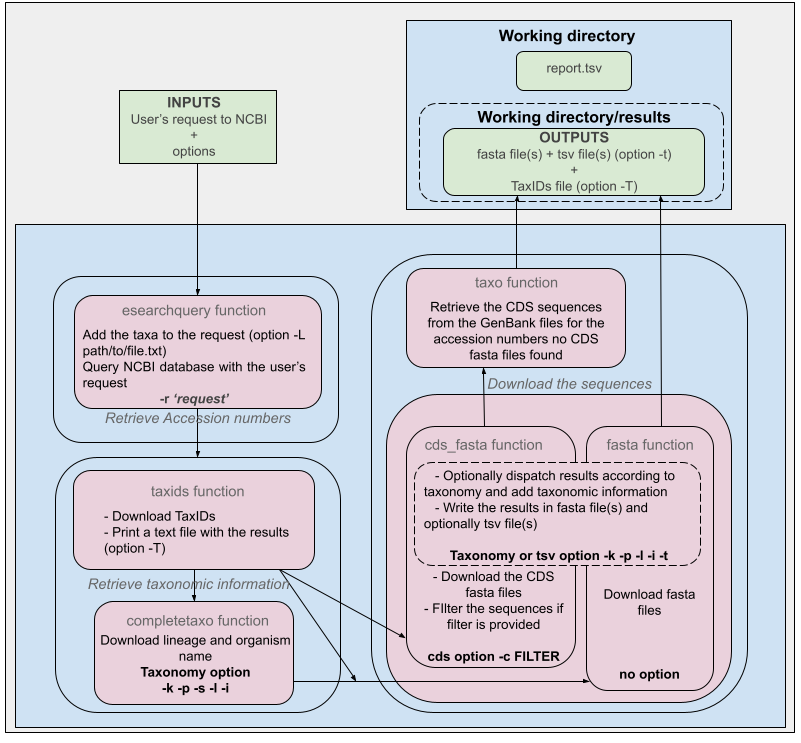 Working directory
report.tsv
INPUTS
User's request to NCBI
+
options
Working directory/results
OUTPUTS
fasta file(s) + tsv file(s) (option -t)
+
TaxIDs file (option -T)
esearchquery function
Add the taxa to the request (option -L
path/to/file.txt)
Query NCBI database with the user's
request
-r ‘request’
Retrieve Accession numbers
taxids function
- Download TaxIDs
- Print a text file with the results
(option -T)
Retrieve taxonomic information
completetaxo function
Download lineage and organism
name
Taxonomy option
-k -p -s -l -i
taxo function
Retrieve the CDS sequences
from the GenBank files for the
accession numbers no CDS
fasta files found
Download the sequences
cds_fasta function
fasta function
- Optionally dispatch results according to
taxonomy and add taxonomic information
- Write the results in fasta file(s) and
optionally tsv file(s)
Taxonomy or tsv option -k -p -l -i -t
- Download the CDS
fasta files
- FIlter the sequences if
filter is provided
cds option -c FILTER
Download fasta
files
no option